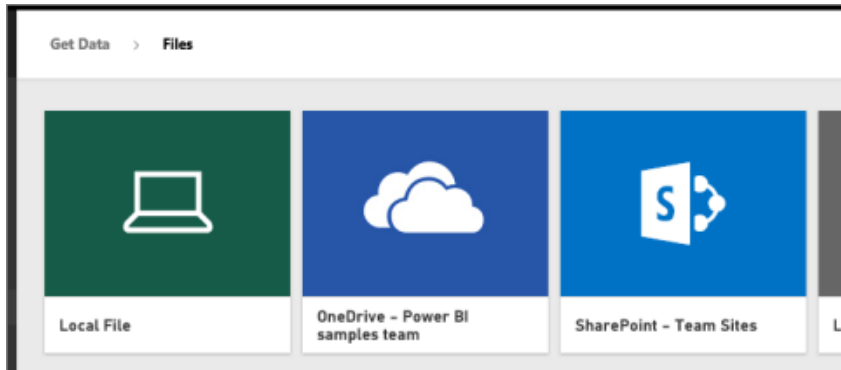 Get Data > Files
S
Local File
OneDrive – Power BI
samples team
SharePoint – Team Sites
L